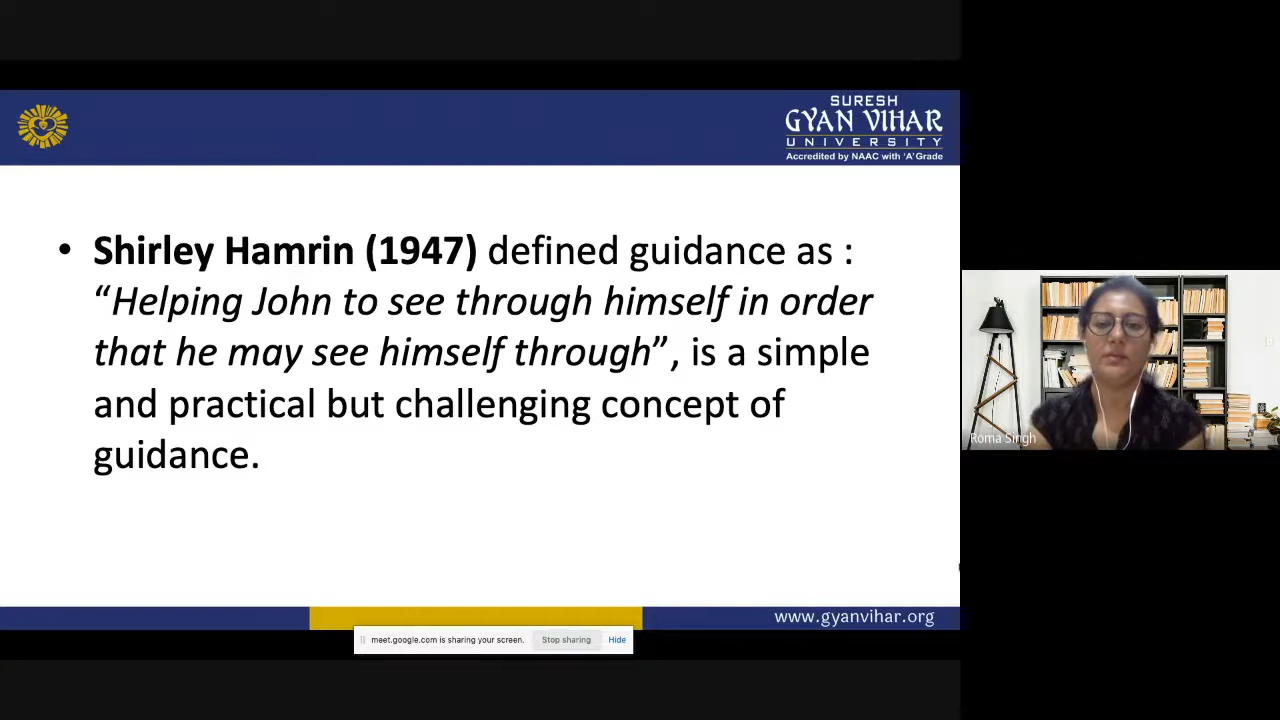 SURESH
GYAN VIHAR
UNIVERSITY
Accredited by NAAC with 'A' Grade
• Shirley Hamrin (1947) defined guidance as :
“Helping John to see through himself in order
that he may see himself through”, is a simple
and practical but challenging concept of
guidance.
Roma Singh
www.gyanvihar.org
meet.google.com is sharing your screen. Stop sharing Hide